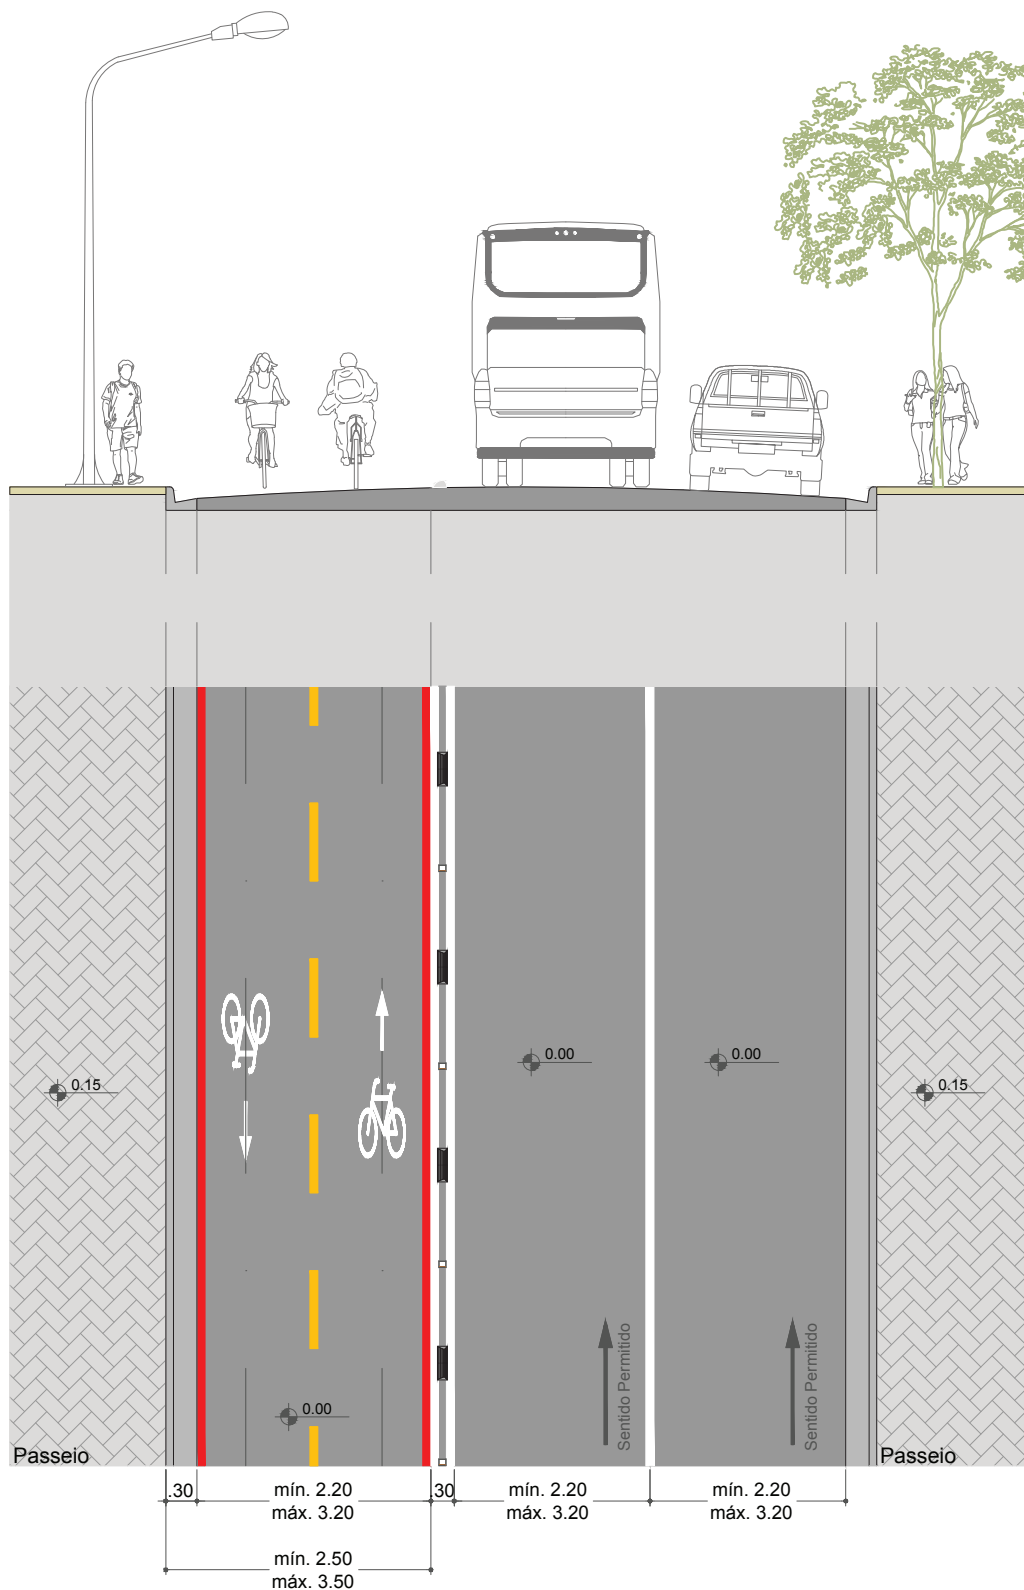 0.00
0.00
0.15
0.15
Sentido Permitido
Sentido Permitido
0.00
Passeio
Passeio
.30
mín. 2.20
máx. 3.20
.30
mín. 2.20
máx. 3.20
mín. 2.20
máx. 3.20
mín. 2.50
máx. 3.50